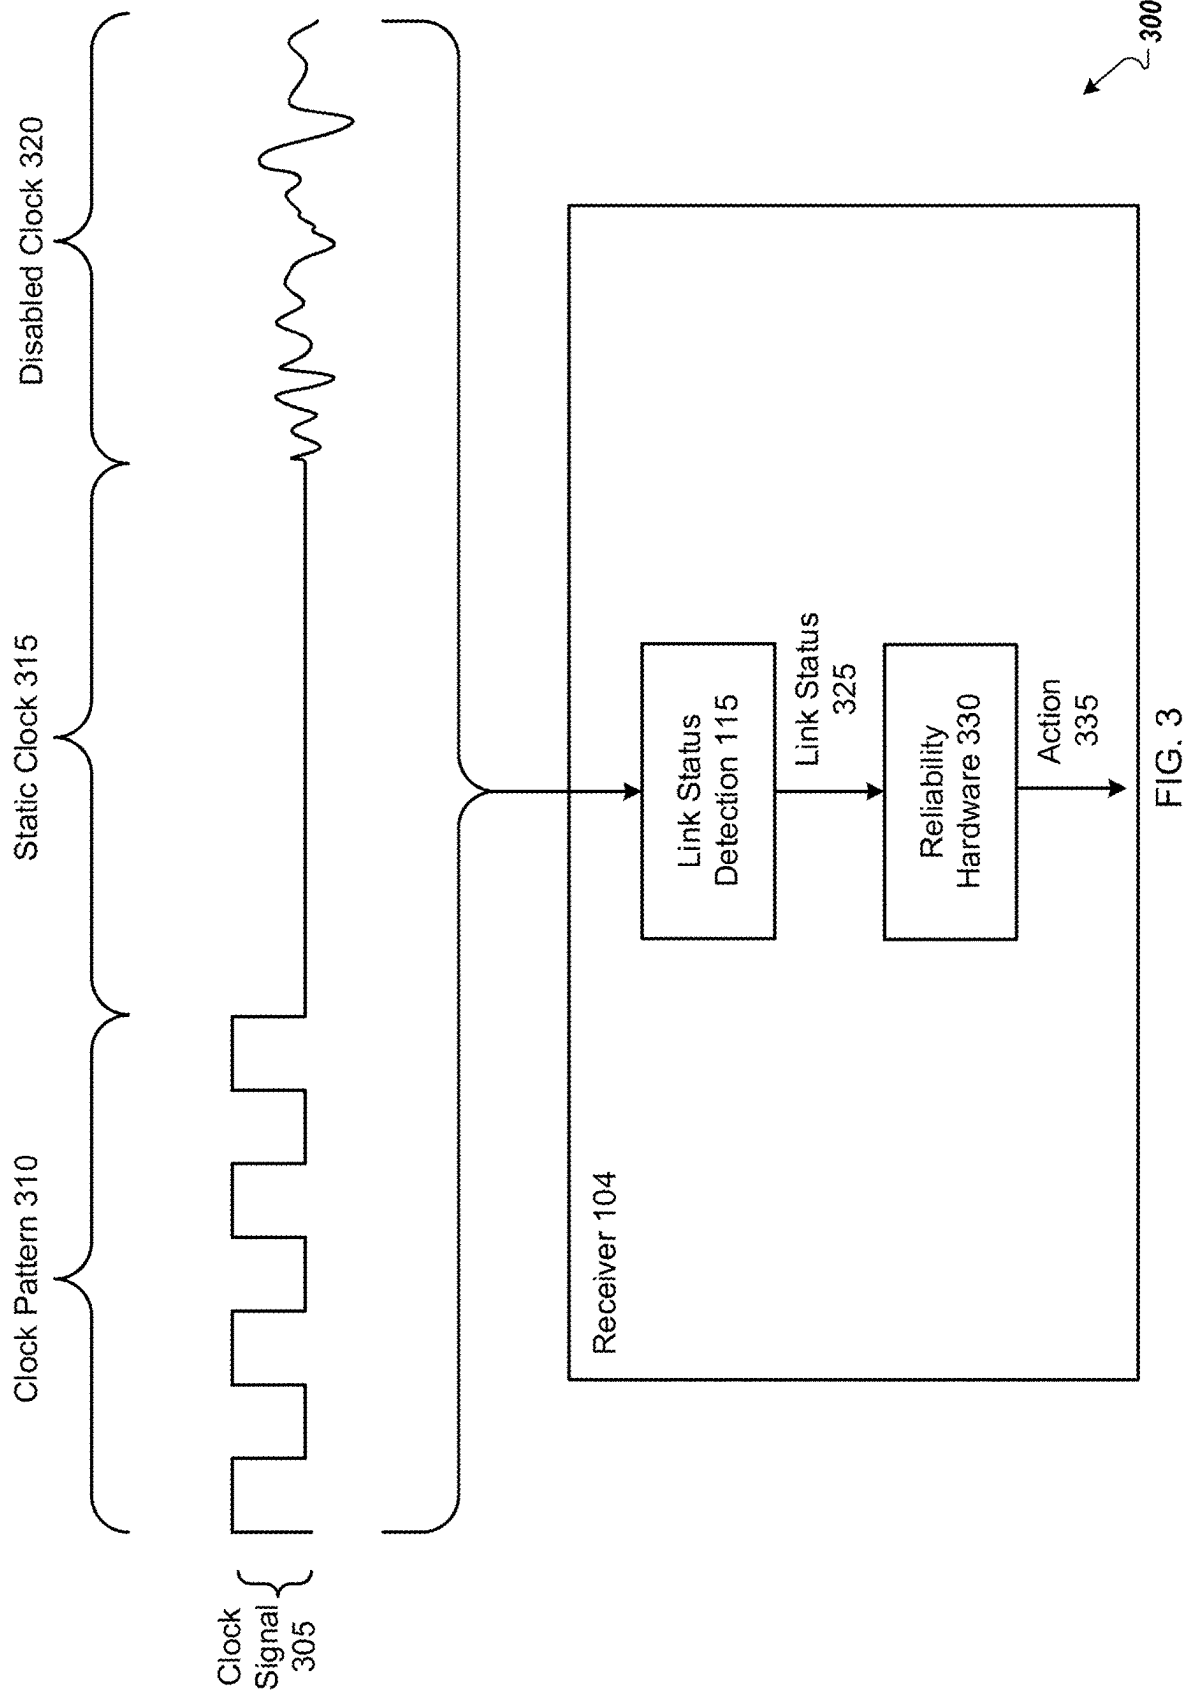 Clock Pattern 310
Static Clock 315
Disabled Clock 320
Clock
Signal
305
Receiver 104
Link Status
Detection 115
Link Status
325
Reliability
Hardware 330
Action
335
FIG. 3
300